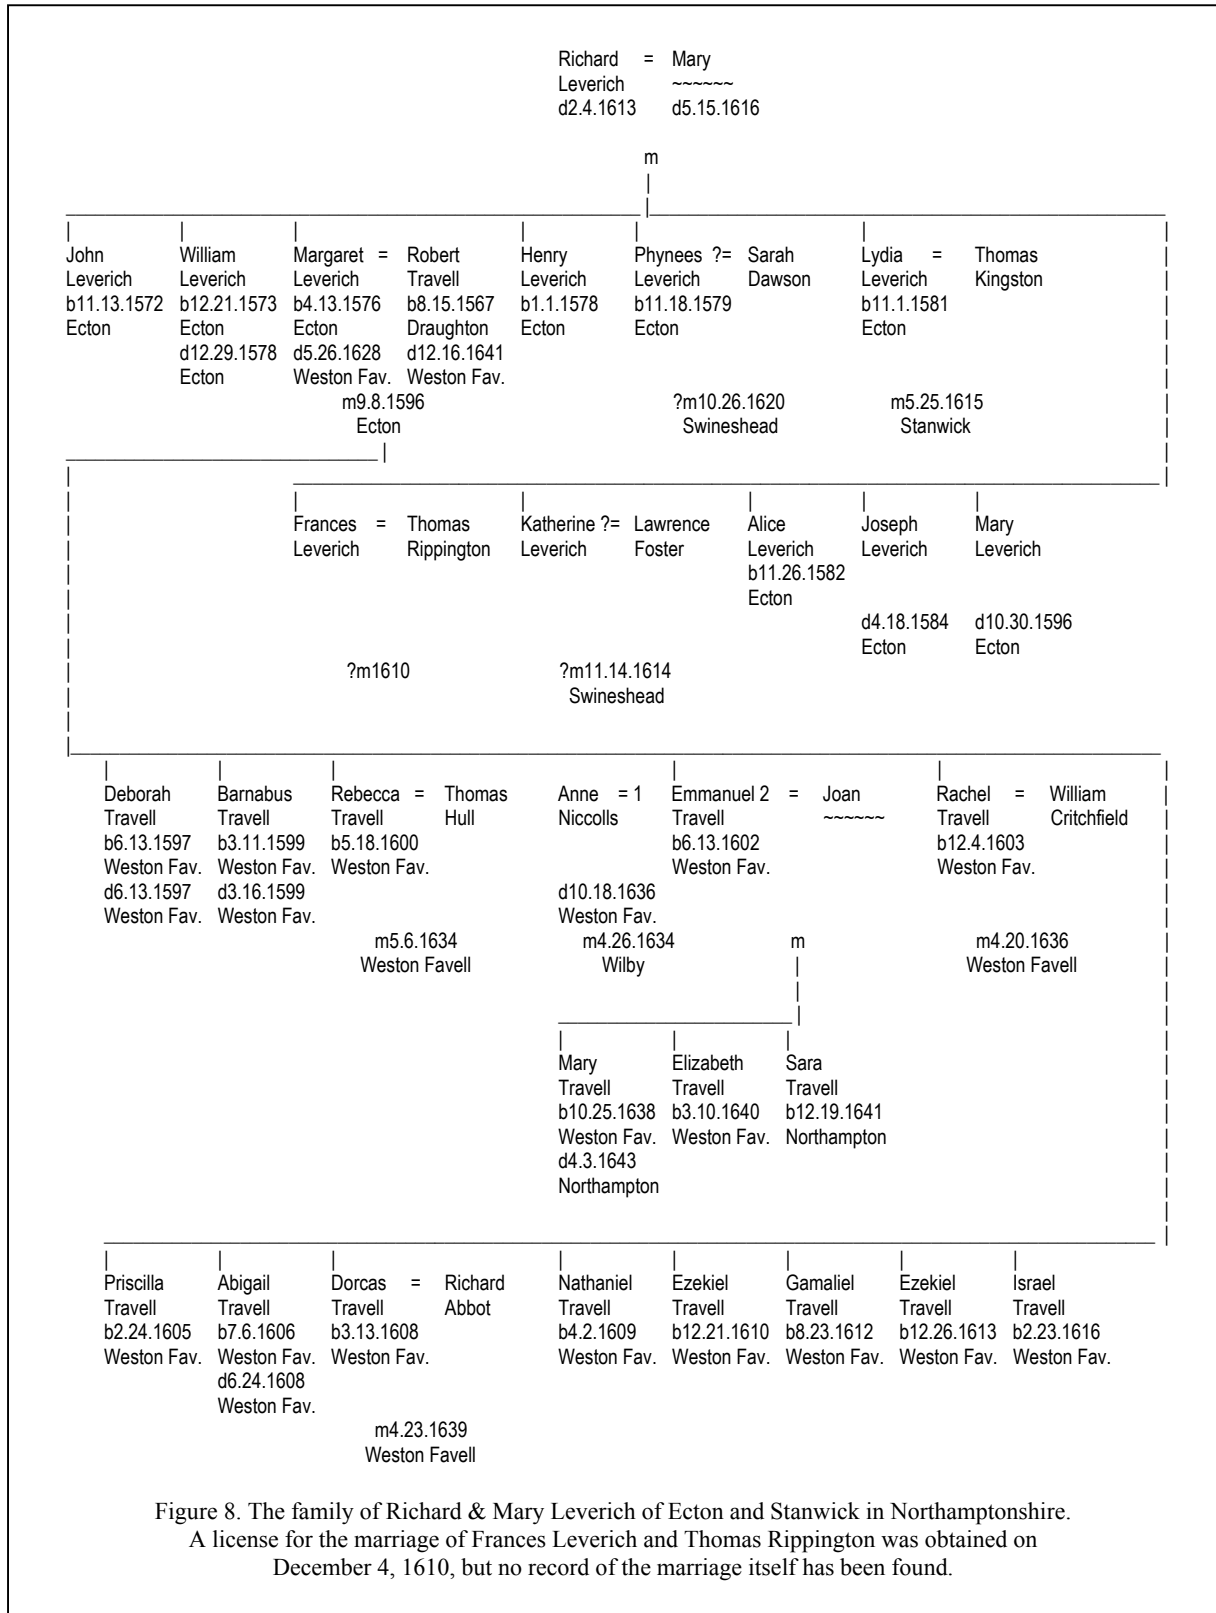 Richard = Mary
Leverich ~~~~~~
d2.4.1613 d5.15.1616
m
John William Margaret = Robert Henry Phynees ?= Sarah Lydia = Thomas
Leverich Leverich Leverich Travell Leverich Leverich Dawson Leverich Kingston
b11.13.1572 b12.21.1573 b4.13.1576 b8.15.1567 b1.1.1578 b11.18.1579 b11.1.1581
Ecton Ecton Ecton Draughton Ecton Ecton Ecton
d12.29.1578 d5.26.1628 d12.16.1641
Ecton Weston Fav. Weston Fav.
m9.8.1596 ?m10.26.1620 m5.25.1615
Ecton Swineshead Stanwick
Frances = Thomas Katherine ?= Lawrence Alice Joseph Mary
Leverich Rippington Leverich Foster Leverich Leverich Leverich
b11.26.1582
Ecton
d4.18.1584 d10.30.1596
Ecton Ecton
?m1610 ?m11.14.1614
Swineshead
Deborah Barnabus Rebecca = Thomas Anne = 1 Emmanuel 2 = Joan Rachel = William
Travell Travell Travell Hull Niccolls Travell ~~~~~~ Travell Critchfield
b6.13.1597 b3.11.1599 b5.18.1600 b6.13.1602 b12.4.1603
Weston Fav. Weston Fav. Weston Fav. Weston Fav. Weston Fav.
d6.13.1597 d3.16.1599 d10.18.1636
Weston Fav. Weston Fav. Weston Fav.
m5.6.1634 m4.26.1634 m m4.20.1636
Weston Favell Wilby Weston Favell
Mary Elizabeth Sara
Travell Travell Travell
b10.25.1638 b3.10.1640 b12.19.1641
Weston Fav. Weston Fav. Northampton
d4.3.1643
Northampton
Priscilla Abigail Dorcas = Richard Nathaniel Ezekiel Gamaliel Ezekiel Israel
Travell Travell Travell Abbot Travell Travell Travell Travell Travell
b2.24.1605 b7.6.1606 b3.13.1608 b4.2.1609 b12.21.1610 b8.23.1612 b12.26.1613 b2.23.1616
Weston Fav. Weston Fav. Weston Fav. Weston Fav. Weston Fav. Weston Fav. Weston Fav. Weston Fav.
d6.24.1608
Weston Fav.
m4.23.1639
Weston Favell
Figure 8. The family of Richard & Mary Leverich of Ecton and Stanwick in Northamptonshire.
A license for the marriage of Frances Leverich and Thomas Rippington was obtained on
December 4, 1610, but no record of the marriage itself has been found.